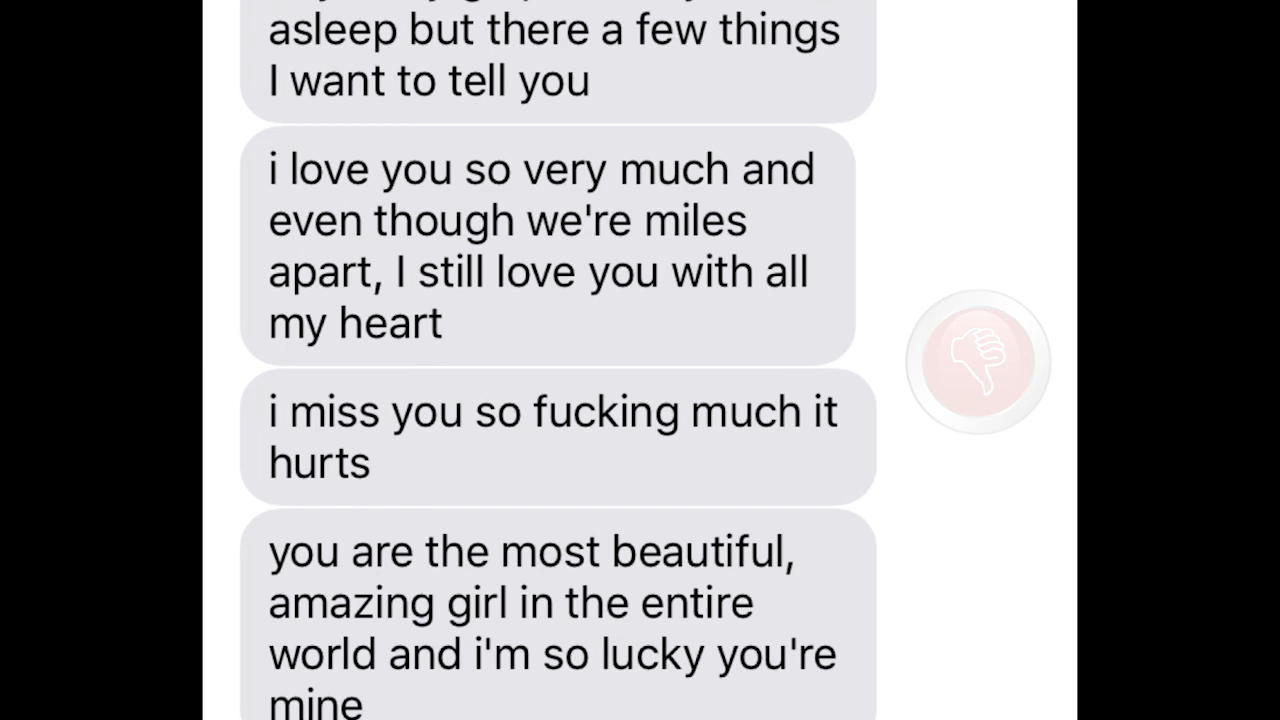 asleep but there a few things
I want to tell you
i love you so very much and
even though we're miles
apart, I still love you with all
my heart
i miss you so fucking much it
hurts
you are the most beautiful,
amazing girl in the entire
world and i'm so lucky you're
mine